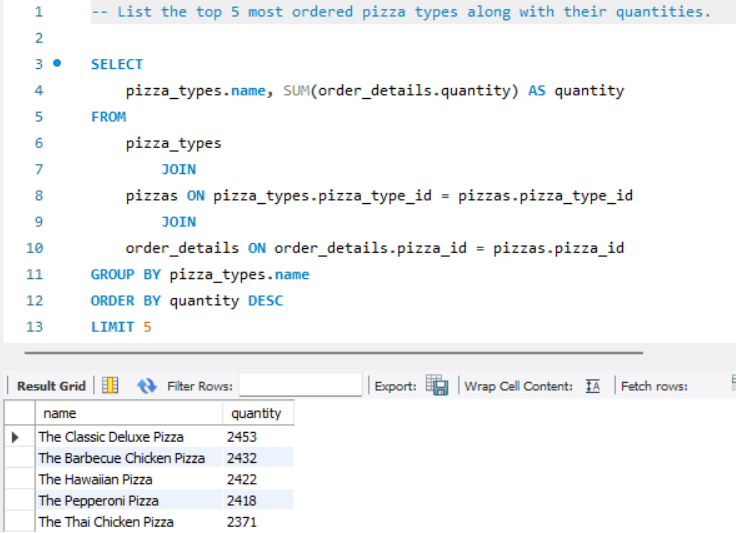 1 -- List the top 5 most ordered pizza types along with their quantities.
2
3 SELECT
4 pizza_types.name, SUM(order_details.quantity) AS quantity
5 FROM
6 pizza_types
7 JOIN
8 pizzas ON pizza_types.pizza_type_id = pizzas.pizza_type_id
9 JOIN
10 order_details ON order_details.pizza_id = pizzas.pizza_id
11 GROUP BY pizza_types.name
12 ORDER BY quantity DESC
13 LIMIT 5
Result Grid Filter Rows: Export: Wrap Cell Content: Fetch rows:
name quantity
The Classic Deluxe Pizza 2453
The Barbecue Chicken Pizza 2432
The Hawaiian Pizza 2422
The Pepperoni Pizza 2418
The Thai Chicken Pizza 2371